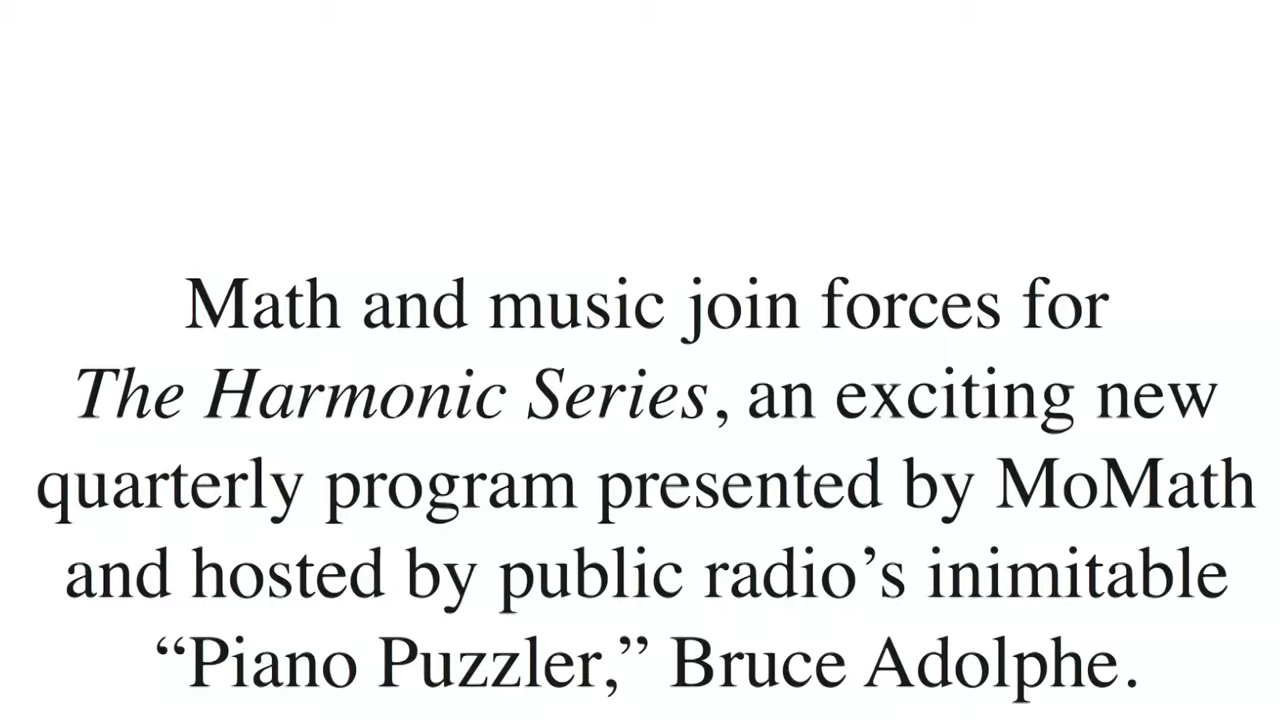 Math and music join forces for
The Harmonic Series, an exciting new
quarterly program presented by MoMath
and hosted by public radio’s inimitable
“Piano Puzzler,” Bruce Adolphe.